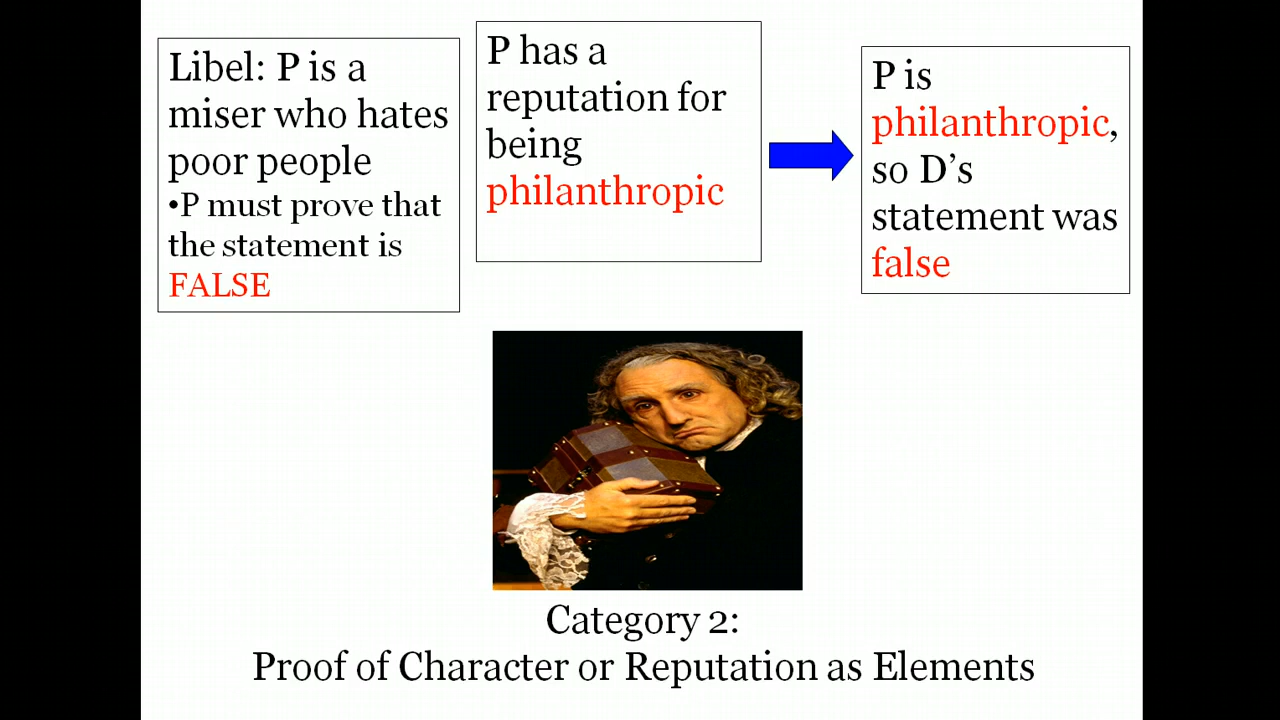 Libel: P is a
miser who hates
poor people
•P must prove that
the statement is
FALSE
P has a
reputation for
being
philanthropic
P is
philanthropic,
so D’s
statement was
false
Category 2:
Proof of Character or Reputation as Elements